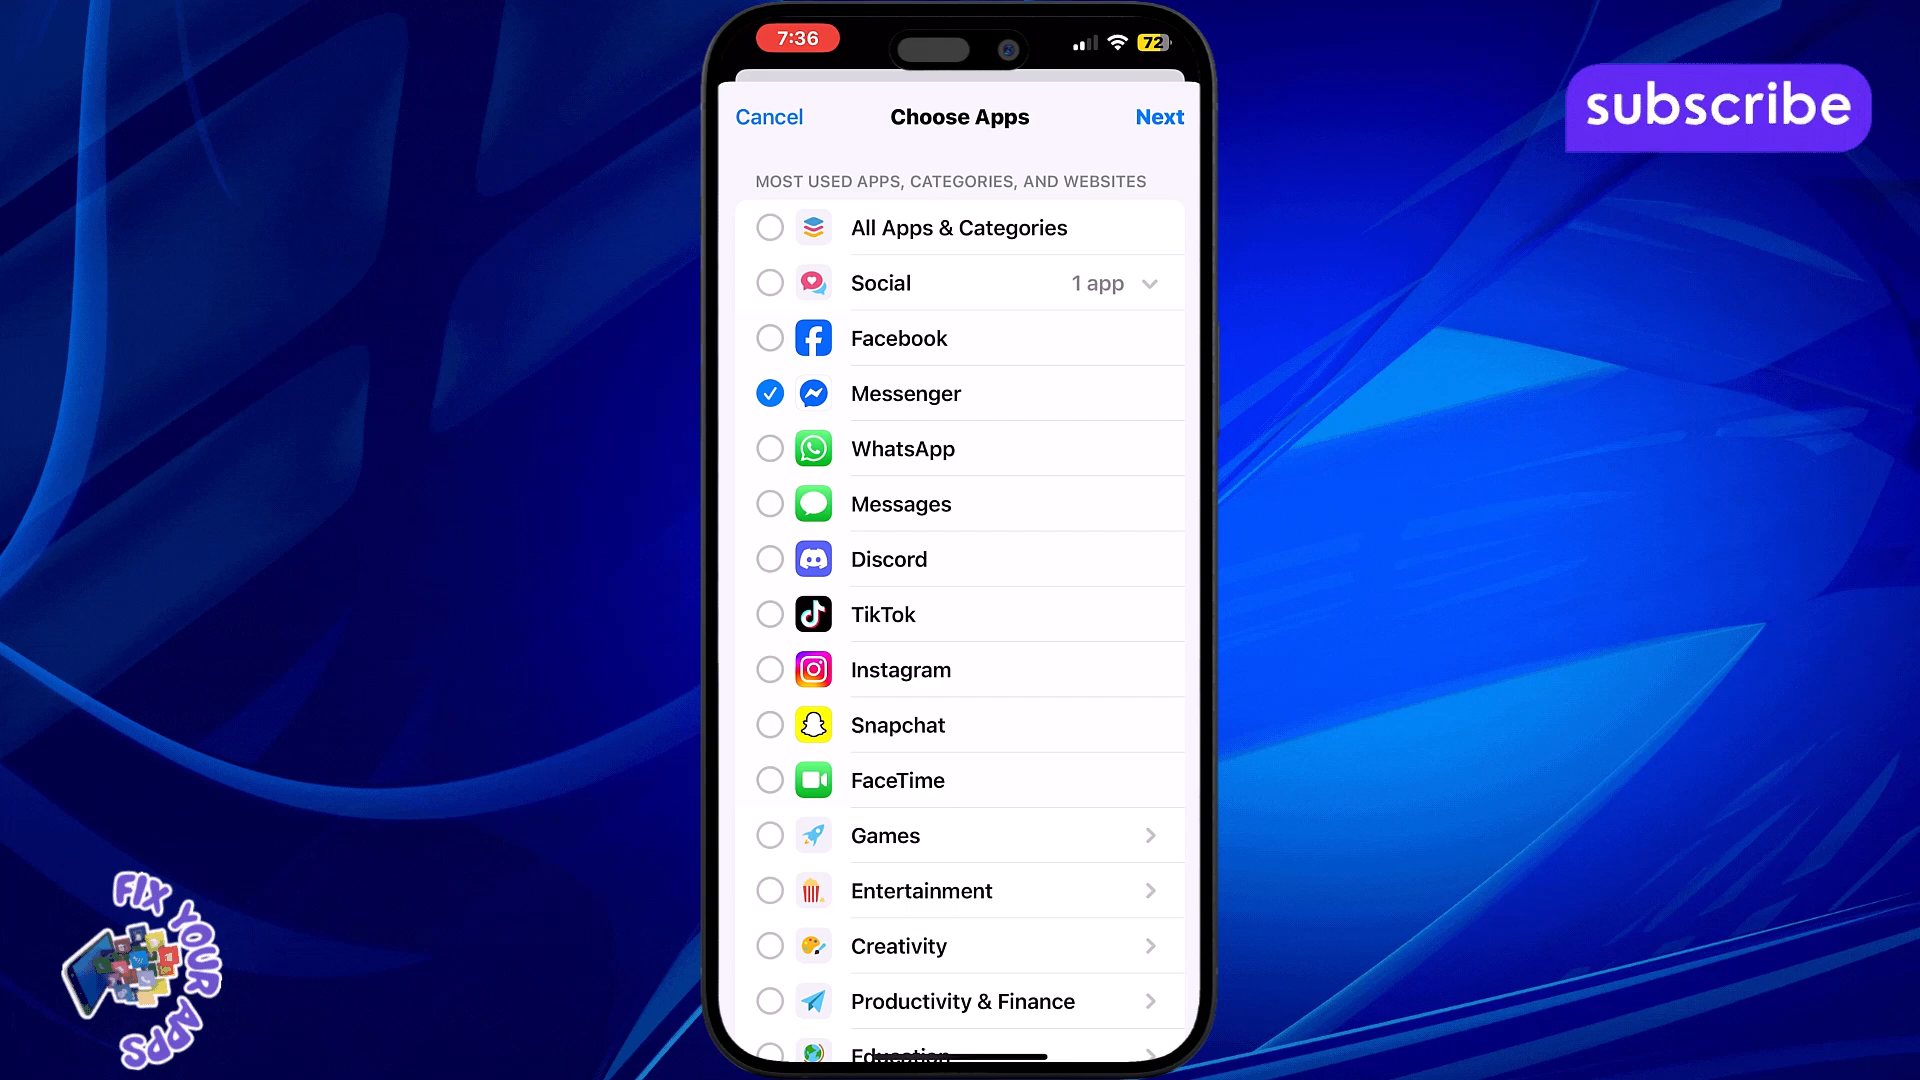 7:36
72
subscribe
Cancel
Choose Apps
Next
MOST USED APPS, CATEGORIES, AND WEBSITES
All Apps & Categories
Social
1 app
Facebook
Messenger
WhatsApp
Messages
Discord
TikTok
Instagram
Snapchat
FaceTime
Games
Entertainment
Creativity
Productivity & Finance
Education
FIX YOUR APPS